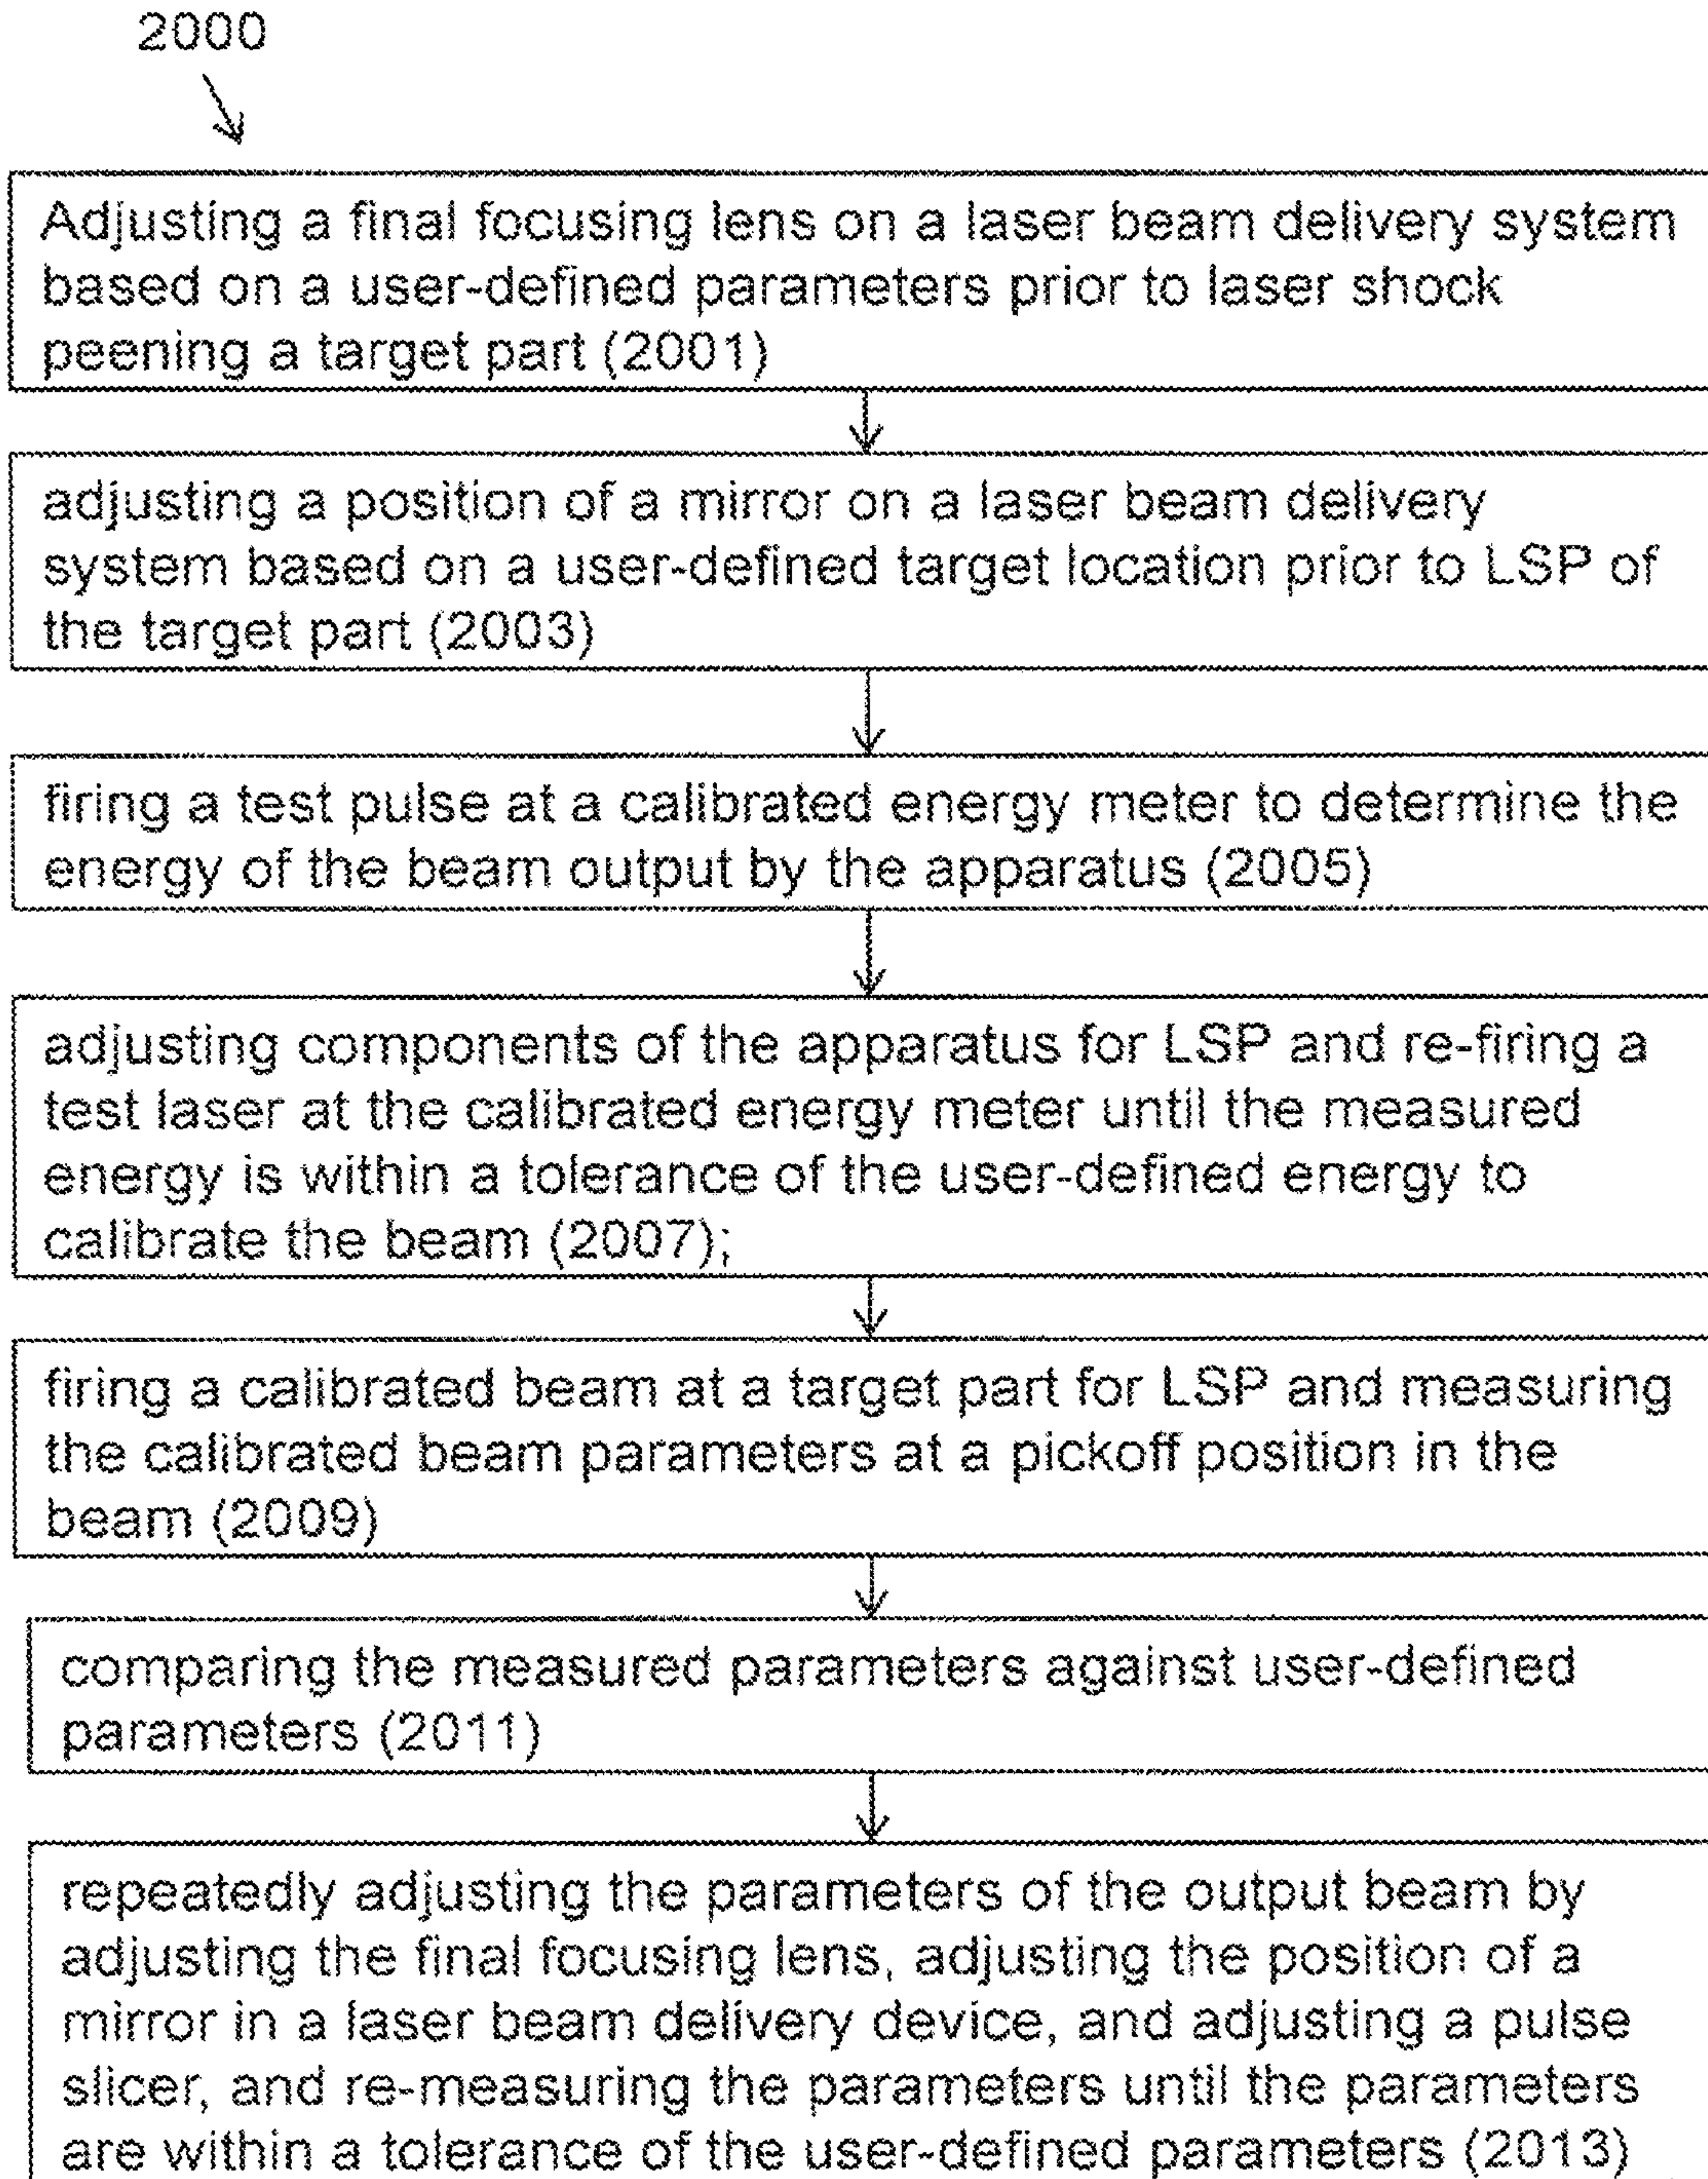 2000
Adjusting a final focusing lens on a laser beam delivery system
based on a user-defined parameters prior to laser shock
peening a target part (2001)
adjusting a position of a mirror on a laser beam delivery
system based on a user-defined target location prior to LSP of
the target part (2003)
firing a test pulse at a calibrated energy meter to determine the
energy of the beam output by the apparatus (2005)
adjusting components of the apparatus for LSP and re-firing a
test laser at the calibrated energy meter until the measured
energy is within a tolerance of the user-defined energy to
calibrate the beam (2007);
firing a calibrated beam at a target part for LSP and measuring
the calibrated beam parameters at a pickoff position in the
beam (2009)
comparing the measured parameters against user-defined
parameters (2011)
repeatedly adjusting the parameters of the output beam by
adjusting the final focusing lens, adjusting the position of a
mirror in a laser beam delivery device, and adjusting a pulse
slicer, and re-measuring the parameters until the parameters
are within a tolerance of the user-defined parameters (2013)